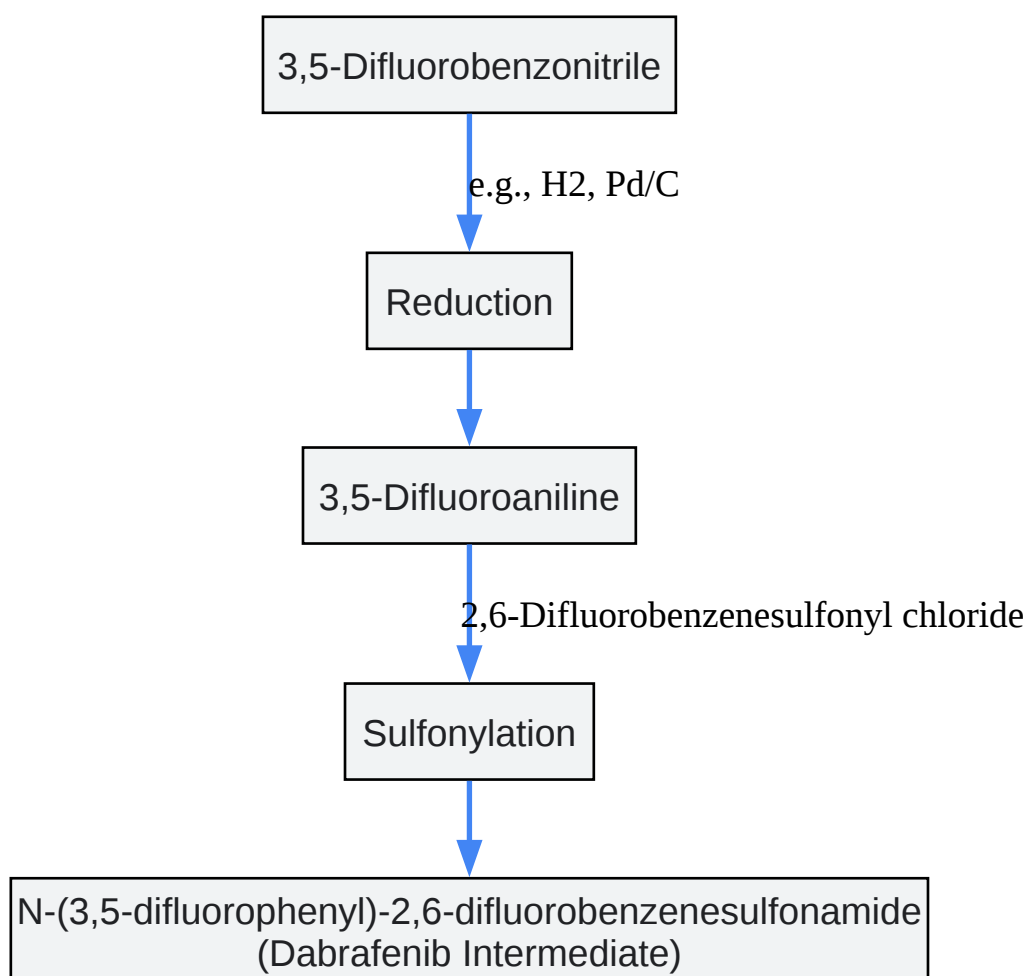 3,5-Difluorobenzonitrile
e.g., H2, Pd/C
Reduction
3,5-Difluoroaniline
2,6-Difluorobenzenesulfonyl chloride
Sulfonylation
N-(3,5-difluorophenyl)-2,6-difluorobenzenesulfonamide
(Dabrafenib Intermediate)